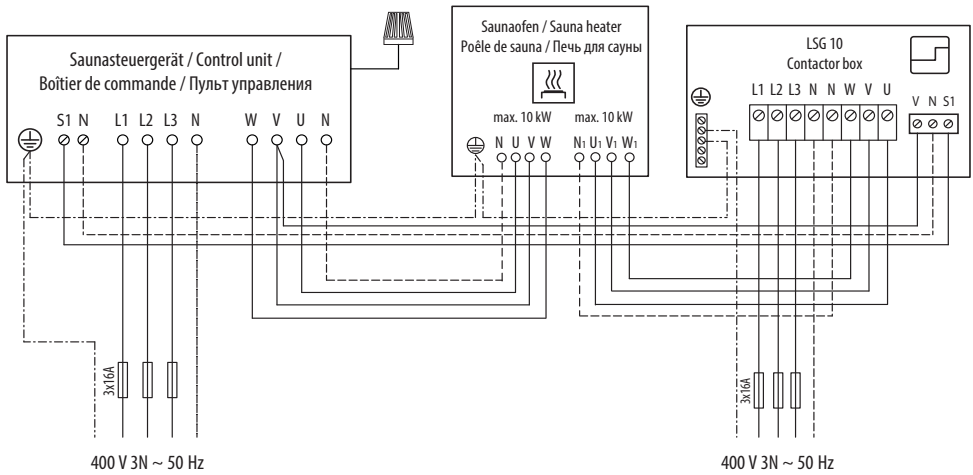 Saunasteuergerät / Control unit /
Boîtier de commande / Пульт управления
S1 N L1 L2 L3 N W V U N
Saunaofen / Sauna heater
Poêle de sauna / Печь для сауны
max. 10 kW max. 10 kW
N U V W N1 U1 V1 W1
LSG 10
Contactor box
L1 L2 L3 N N W V U
V N S1
3x16A
400 V 3N ~ 50 Hz
3x16A
400 V 3N ~ 50 Hz